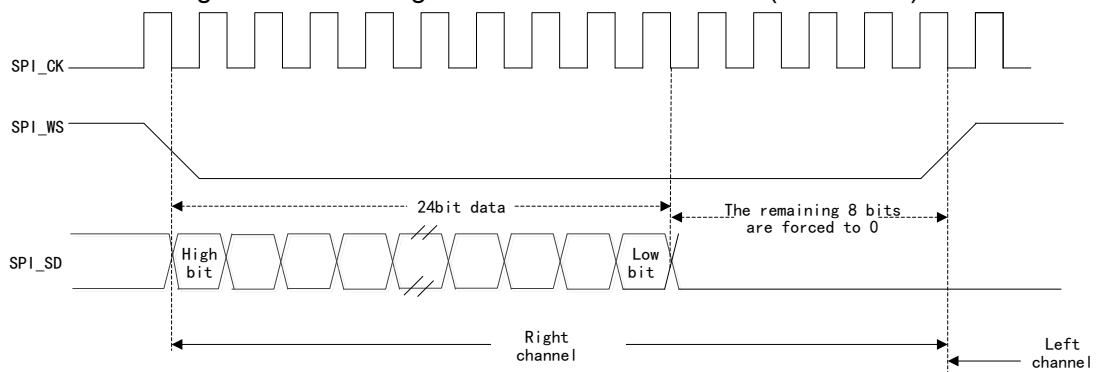 SPI_CK
SPI_WS
24bit data
The remaining 8 bits
are forced to 0
SPI_SD
High
bit
Low
bit
Right
channel
Left
channel